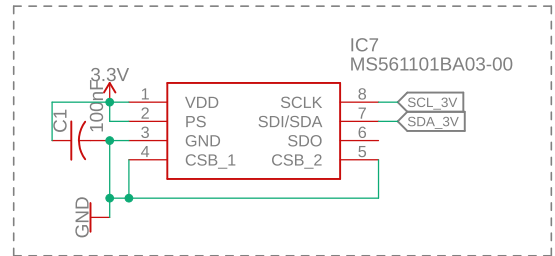 IC7
MS561101BA03-00
3.3V
C1
100nF
1 VDD SCLK 8 SCL_3V
2 PS SDI/SDA 7 SDA_3V
3 GND SDO 6
4 CSB_1 CSB_2 5
GND